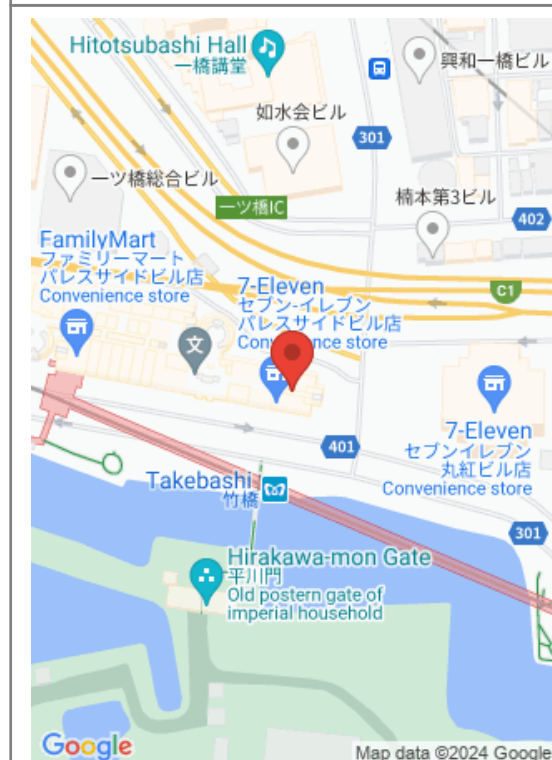 Hitotsubashi Hall
一橋講堂
興和一橋ビル
如水会ビル
301
一ツ橋総合ビル
一ツ橋IC
楠本第3ビル
402
FamilyMart
ファミリーマート
パレスサイドビル店
Convenience store
7-Eleven
セブン-イレブン
パレスサイドビル店
Convenience store
C1
文
7-Eleven
セブンイレブン
丸紅ビル店
Convenience store
401
Takebashi
竹橋
301
Hirakawa-mon Gate
平川門
Old postern gate of
imperial household
Google
Map data ©2024 Google